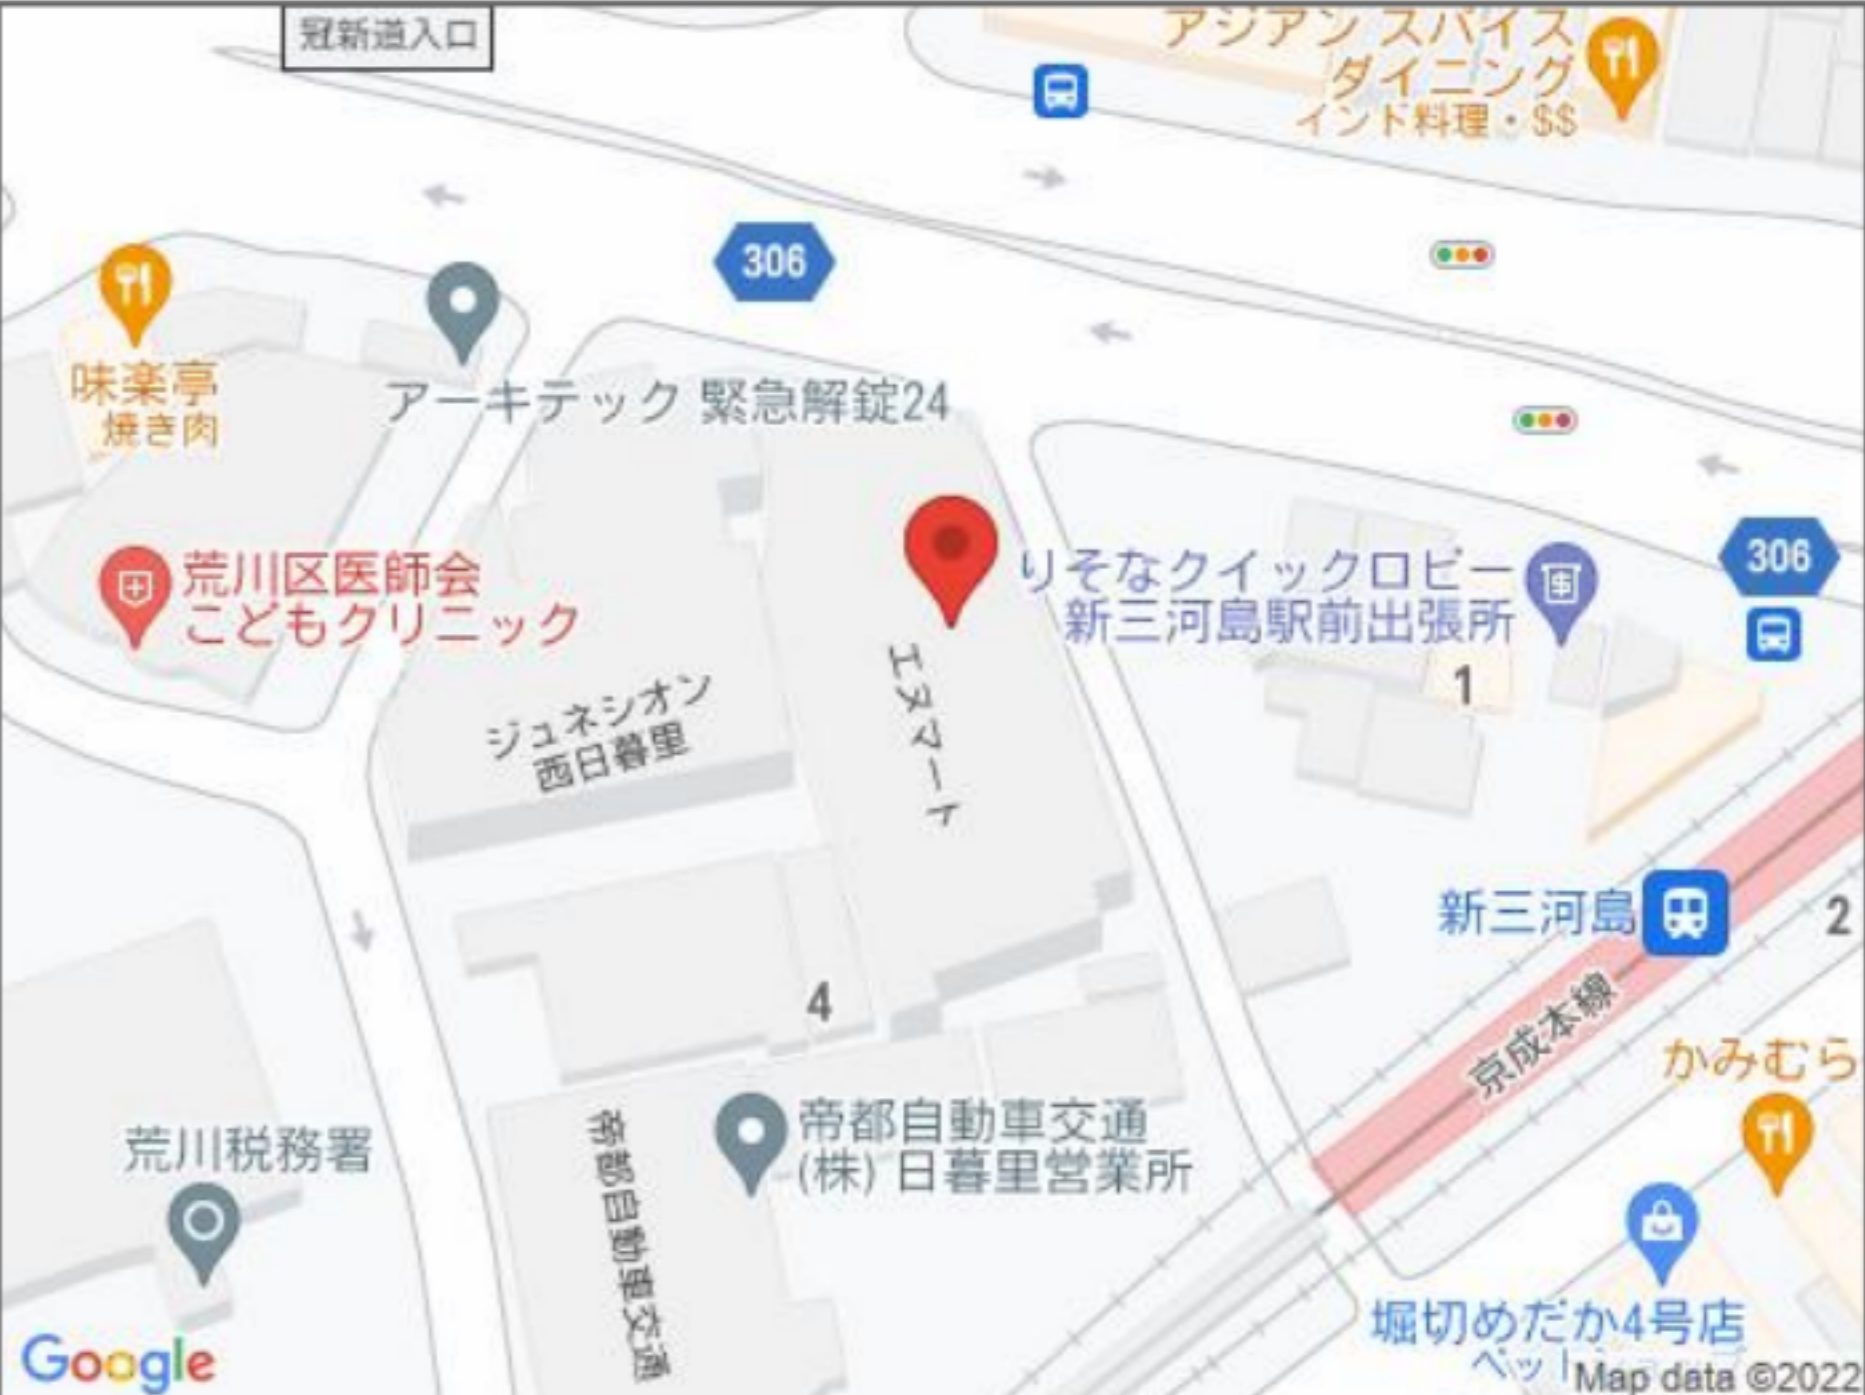 冠新道入口
アジアン スパイス
ダイニング
インド料理・$$
306
味楽亭
焼き肉
アーキテック 緊急解錠24
荒川区医師会
こどもクリニック
りそなクイックロビー
新三河島駅前出張所
306
1
エヌマート
ジュネシオン
西日暮里
新三河島
2
京成本線
4
かみむら
帝都自動車交通
(株) 日暮里営業所
荒川税務署
帝都自動車交通
堀切めだか4号店
Google
Map data ©2022